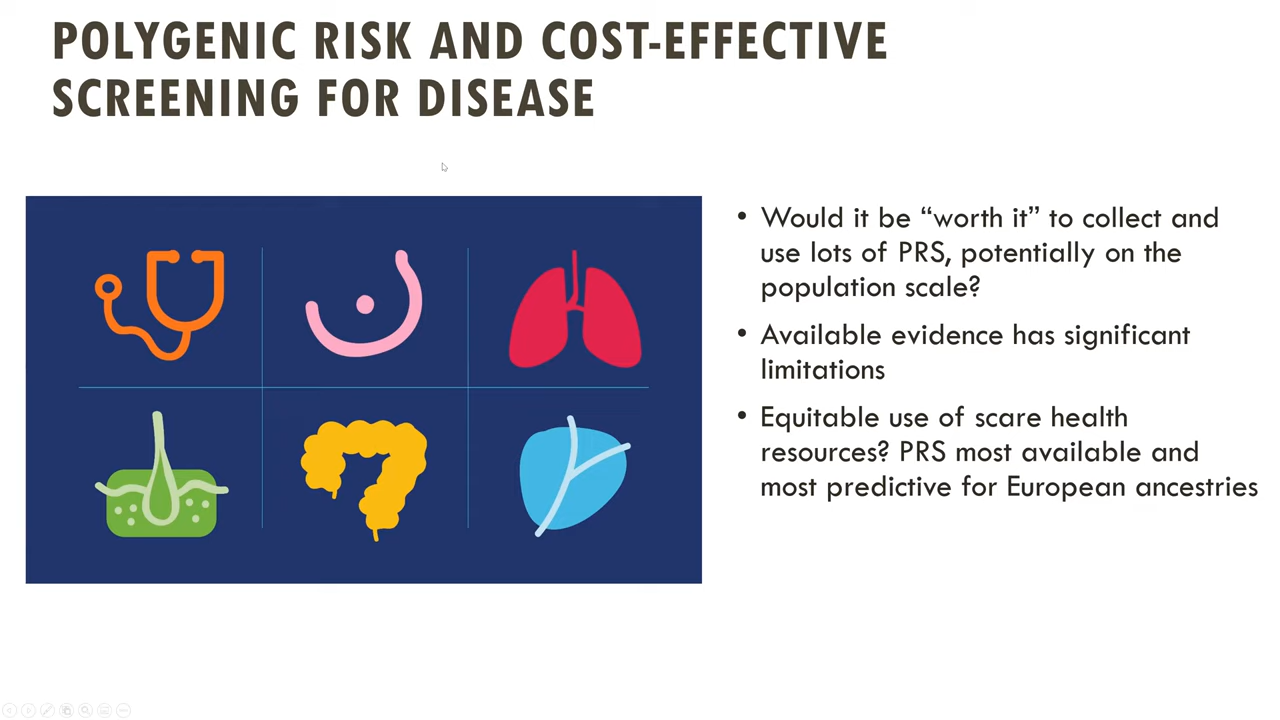 POLYGENIC RISK AND COST-EFFECTIVE
SCREENING FOR DISEASE
• Would it be “worth it” to collect and
use lots of PRS, potentially on the
population scale?
• Available evidence has significant
limitations
• Equitable use of scare health
resources? PRS most available and
most predictive for European ancestries